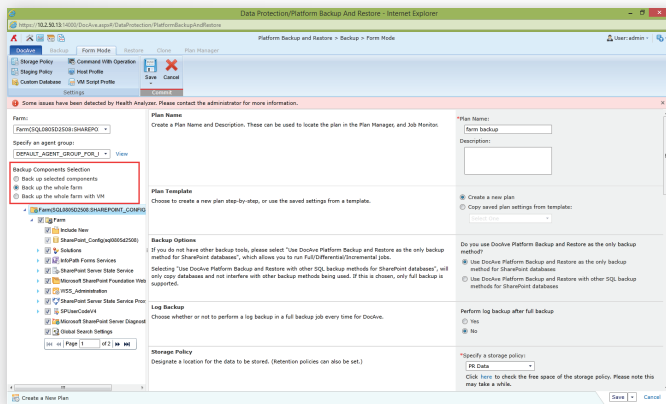 Data Protection/Platform Backup And Restore - Internet Explorer
https://10.2.50.13:14000/DocAve.aspx#/DataProtection/PlatformBackupAndRestore
Platform Backup and Restore > Backup > Form Mode
User:admin
DocAve Backup Form Mode Restore Clone Plan Manager
Storage Policy Command With Operation
Staging Policy Host Profile
Custom Database VM Script Profile
Save Cancel
Settings Commit
Some issues have been detected by Health Analyzer. Please contact the administrator for more information.
Farm:
Farm(SQL0805D2508:SHAREPO
Specify an agent group:
DEFAULT_AGENT_GROUP_FOR_I View
Backup Components Selection
Back up selected components
Back up the whole farm
Back up the whole farm with VM
Farm(SQL0805D2508:SHAREPOINT_CONFIG
Farm
Include New
SharePoint_Config(sql0805d2508)
Solutions
InfoPath Forms Services
SharePoint Server State Service
Microsoft SharePoint Foundation Web
WSS_Administration
SharePoint Server State Service Proxy
SPUserCodeV4
Microsoft SharePoint Server Diagnost
Global Search Settings
Page 1 of 2
Plan Name
Create a Plan Name and Description. These can be used to locate the plan in the Plan Manager, and Job Monitor.
*Plan Name:
farm backup
Description:
Plan Template
Choose to create a new plan step-by-step, or use the saved settings from a template.
Create a new plan
Copy saved plan settings from template:
Select One
Backup Options
If you do not have other backup tools, please select "Use DocAve Platform Backup and Restore as the only backup
method for SharePoint databases", which allows you to run Full/Differential/Incremental jobs.
Selecting "Use DocAve Platform Backup and Restore with other SQL backup methods for SharePoint databases", will
only copy databases and not interfere with other backup methods being used. If this is chosen, only full backup is
supported.
Do you use DocAve Platform Backup and Restore as the only backup
method?
Use DocAve Platform Backup and Restore as the only backup
method for SharePoint databases
Use DocAve Platform Backup and Restore with other SQL backup
methods for SharePoint databases
Log Backup
Choose whether or not to perform a log backup in a full backup job every time for DocAve.
Perform log backup after full backup
Yes
No
Storage Policy
Designate a location for the data to be stored. (Retention policies can also be set.)
*Specify a storage policy:
PR Data
Click here to check the free space of the storage policy. Please note this
may take a while.
Create a New Plan
Save Cancel